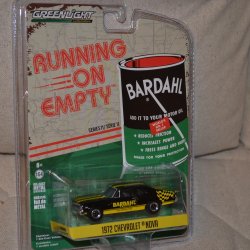 GREENLIGHT
RUNNING
ON
EMPTY
BARDAHL
ADD IT TO YOUR MOTOR OIL
REDUCES FRICTION
INCREASES POWER
FREES RINGS AND
BARDAHL
1972 CHEVROLET NOVA